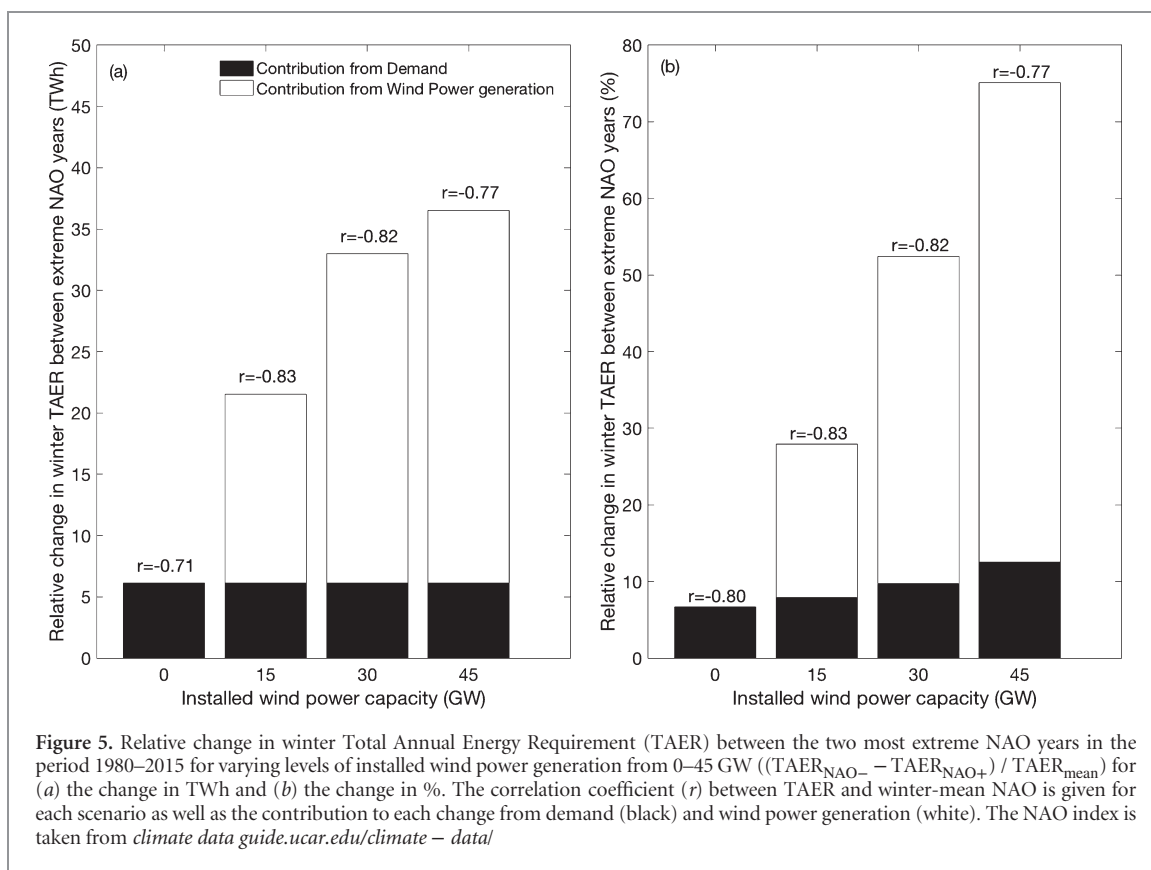 (a)
Contribution from Demand
Contribution from Wind Power generation
Relative change in winter TAER between extreme NAO years (TWh)
50
45
40
35
30
25
20
15
10
5
0
r=-0.71
r=-0.83
r=-0.82
r=-0.77
0 15 30 45
Installed wind power capacity (GW)
(b)
Relative change in winter TAER between extreme NAO years (%)
80
70
60
50
40
30
20
10
0
r=-0.80
r=-0.83
r=-0.82
r=-0.77
0 15 30 45
Installed wind power capacity (GW)
Figure 5. Relative change in winter Total Annual Energy Requirement (TAER) between the two most extreme NAO years in the
period 1980–2015 for varying levels of installed wind power generation from 0–45 GW ((TAERNAO− − TAERNAO+) / TAERmean) for
(a) the change in TWh and (b) the change in %. The correlation coefficient (r) between TAER and winter-mean NAO is given for
each scenario as well as the contribution to each change from demand (black) and wind power generation (white). The NAO index is
taken from climate data guide.ucar.edu/climate − data/